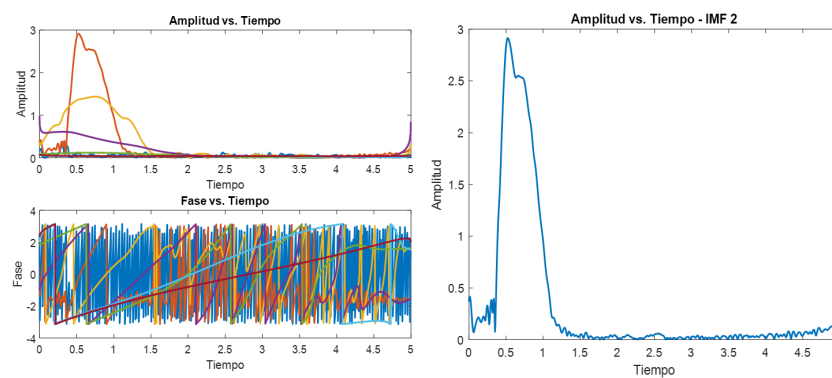 Amplitud vs. Tiempo
3
2
1
0
Amplitud
0 0.5 1 1.5 2 2.5 3 3.5 4 4.5 5
Tiempo
Fase vs. Tiempo
4
2
0
-2
-4
Fase
0 0.5 1 1.5 2 2.5 3 3.5 4 4.5 5
Tiempo
Amplitud vs. Tiempo - IMF 2
3
2.5
2
1.5
1
0.5
0
Amplitud
0 0.5 1 1.5 2 2.5 3 3.5 4 4.5
Tiempo